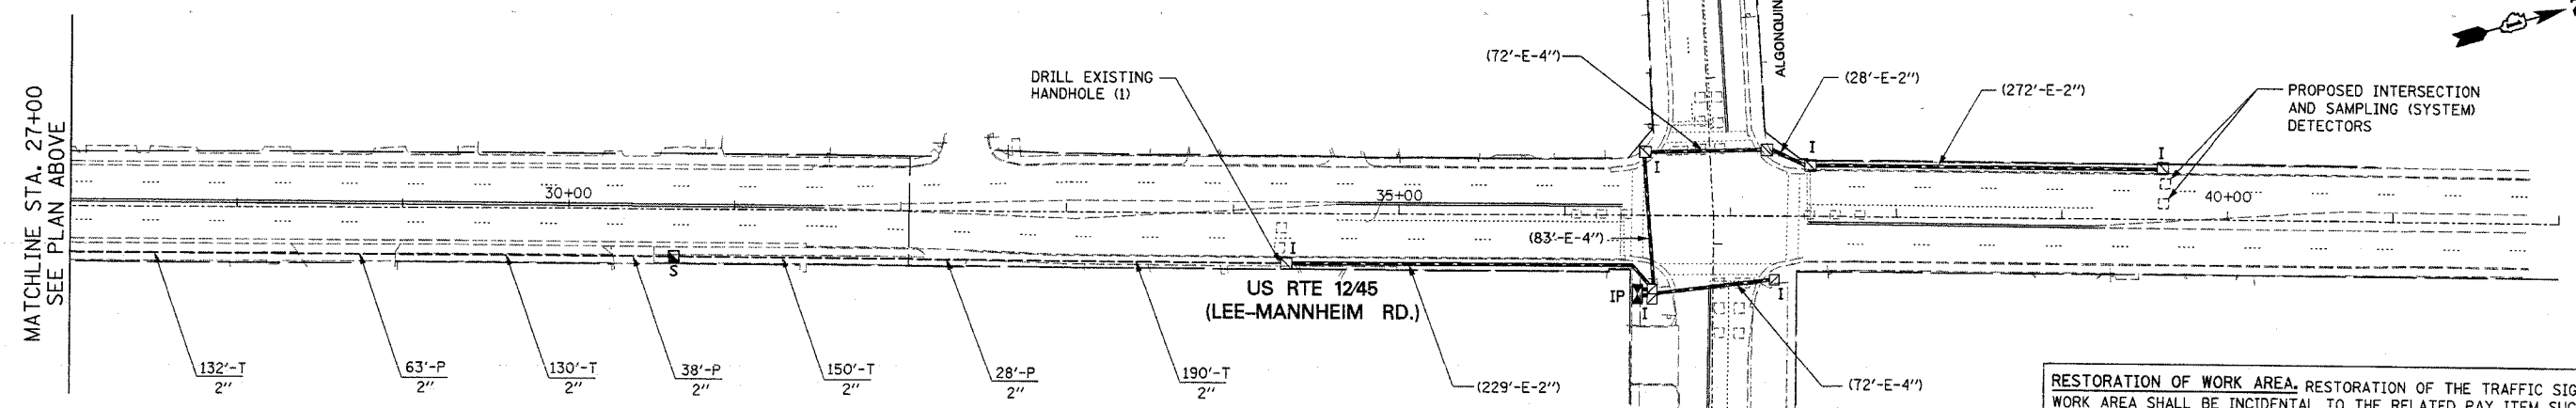 MATCHLINE STA. 27+00
SEE PLAN ABOVE
DRILL EXISTING
HANDHOLE (1)
(72'-E-4")
ALGONQUIN
(28'-E-2")
(272'-E-2")
PROPOSED INTERSECTION
AND SAMPLING (SYSTEM)
DETECTORS
I
I
I
30+00
35+00
40+00
(83'-E-4")
S
I
IP
I
I
US RTE 12/45
(LEE-MANNHEIM RD.)
132'-T
2"
63'-P
2"
130'-T
2"
38'-P
2"
150'-T
2"
28'-P
2"
190'-T
2"
(229'-E-2")
(72'-E-4")
RESTORATION OF WORK AREA. RESTORATION OF THE TRAFFIC SIG
WORK AREA SHALL BE INCIDENTAL TO THE RELATED PAY ITEM SUC